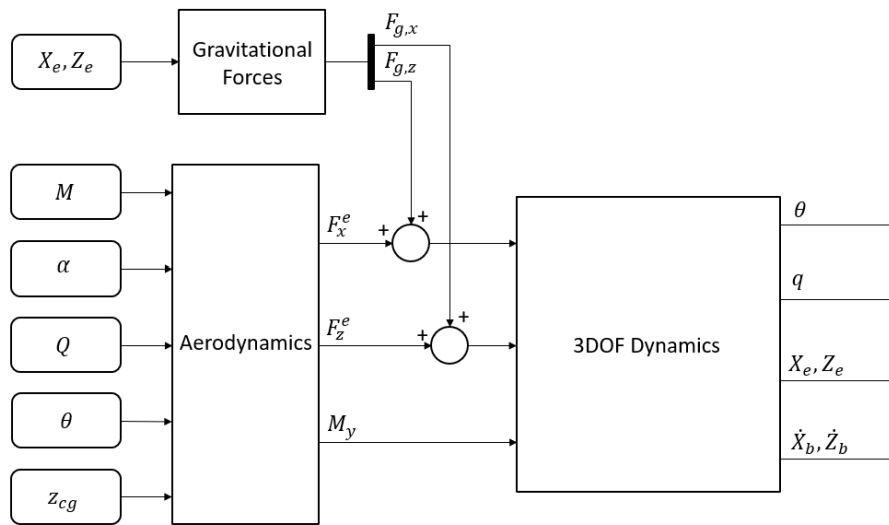 X_e, Z_e
Gravitational
Forces
F_{g,x}
F_{g,z}
M
α
Q
θ
z_{cg}
Aerodynamics
F_x^e
+
+
F_z^e
+
+
M_y
3DOF Dynamics
θ
q
X_e, Z_e
Ẋ_b, Ż_b